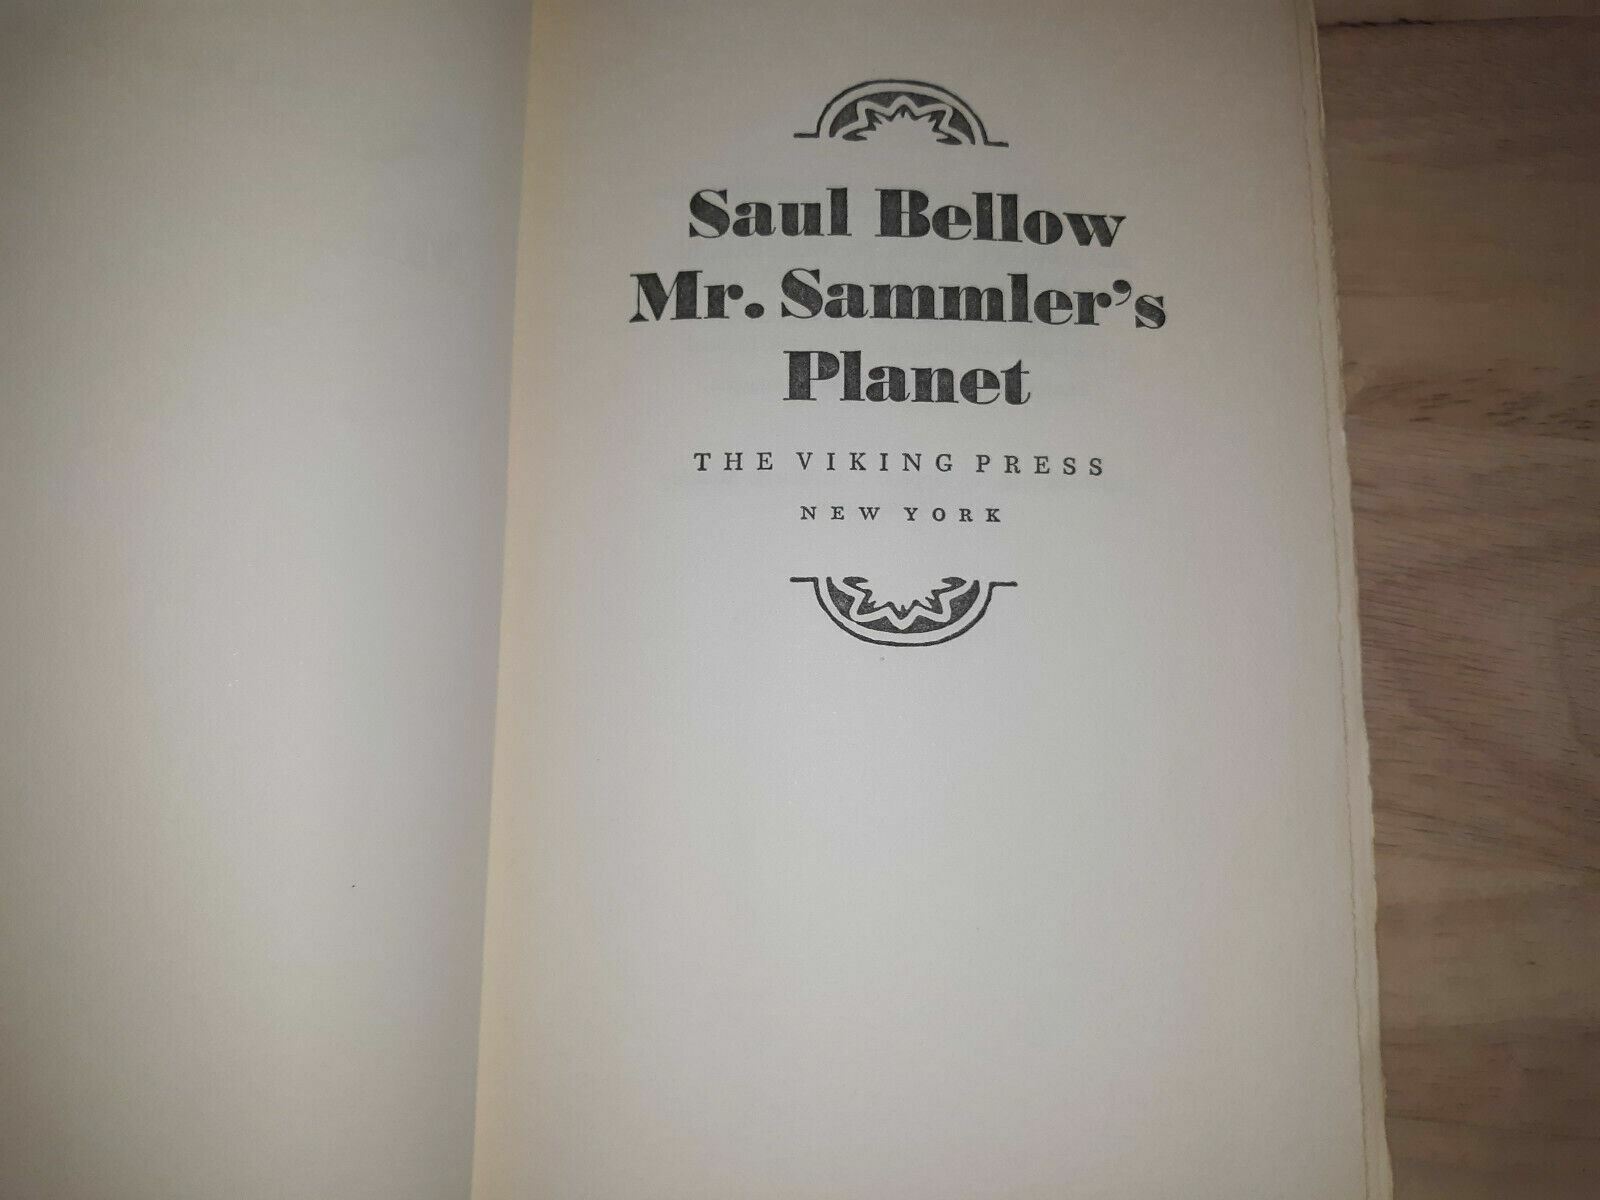 Saul Bellow
Mr. Sammler's
Planet
THE VIKING PRESS
NEW YORK